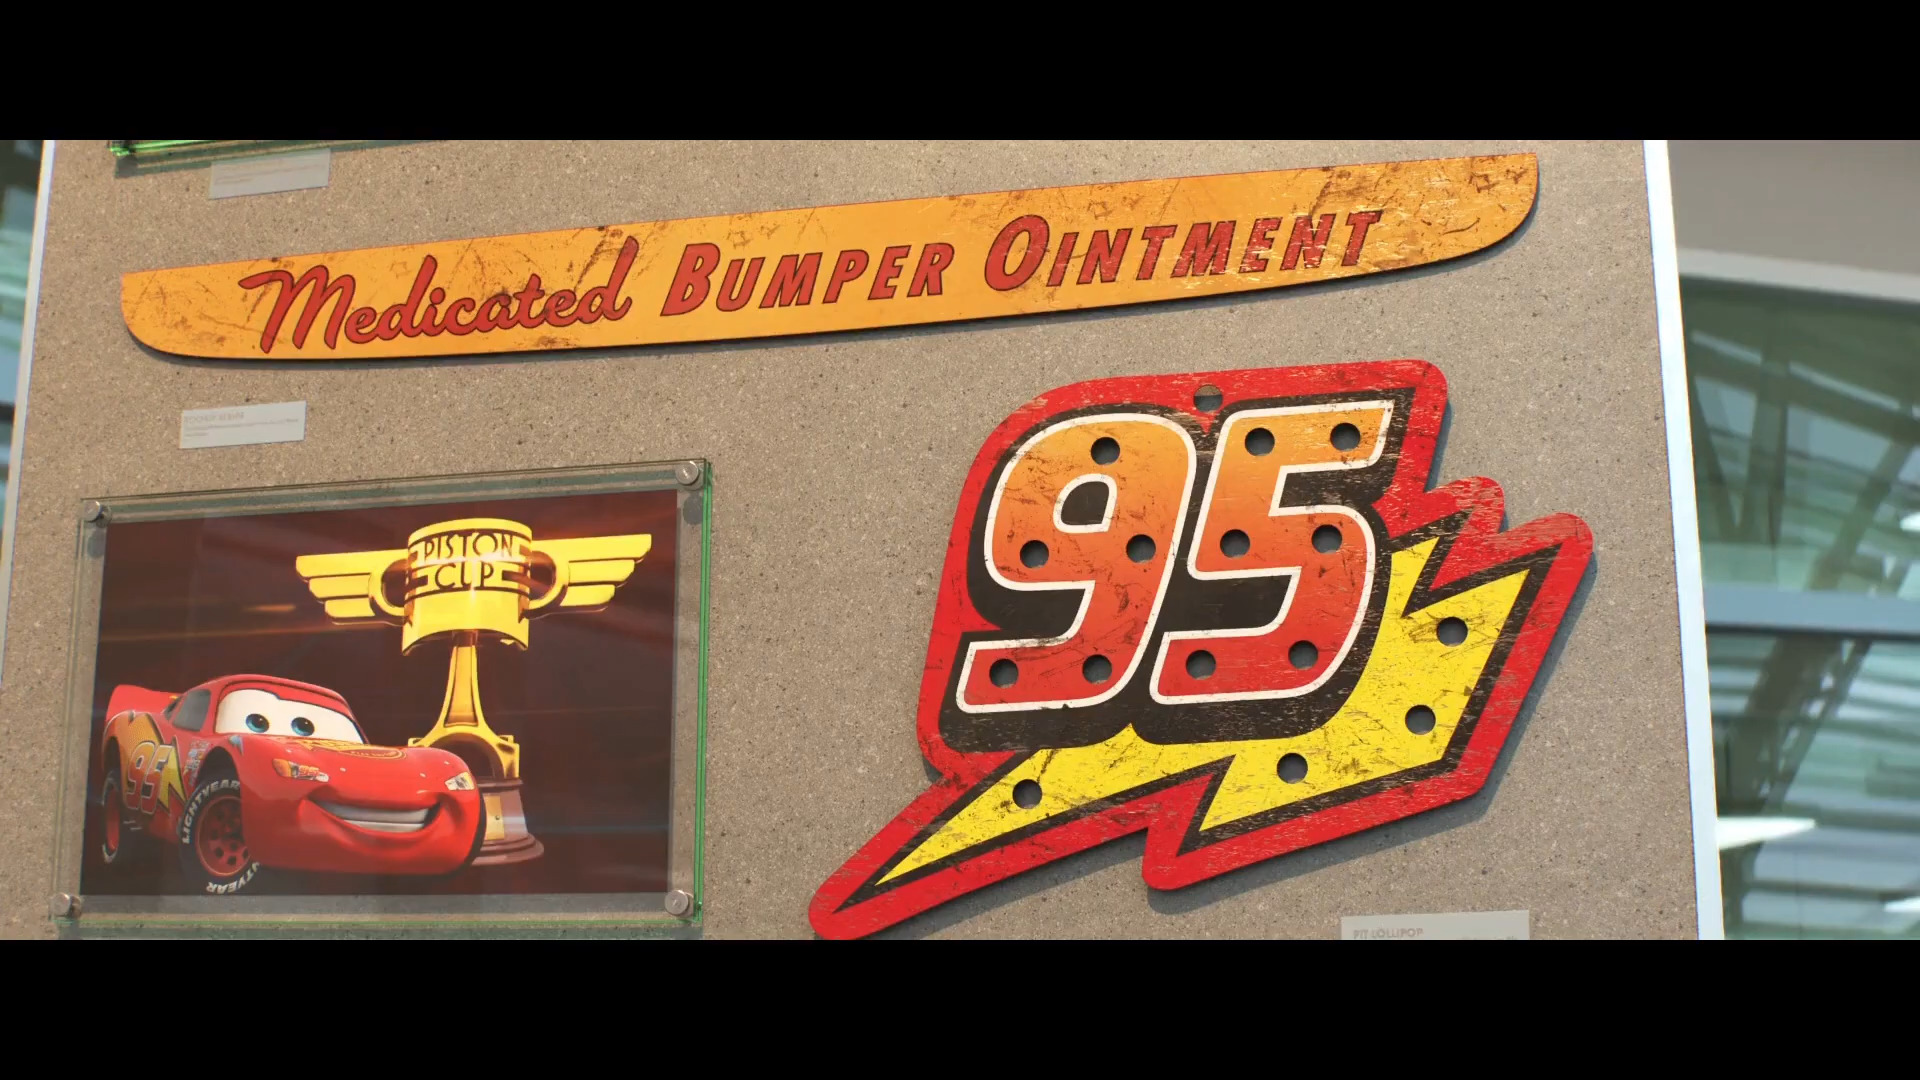 Medicated BUMPER OINTMENT
95
PISTON
CUP
95
LIGHTYEAR
PIT LOLLIPOP